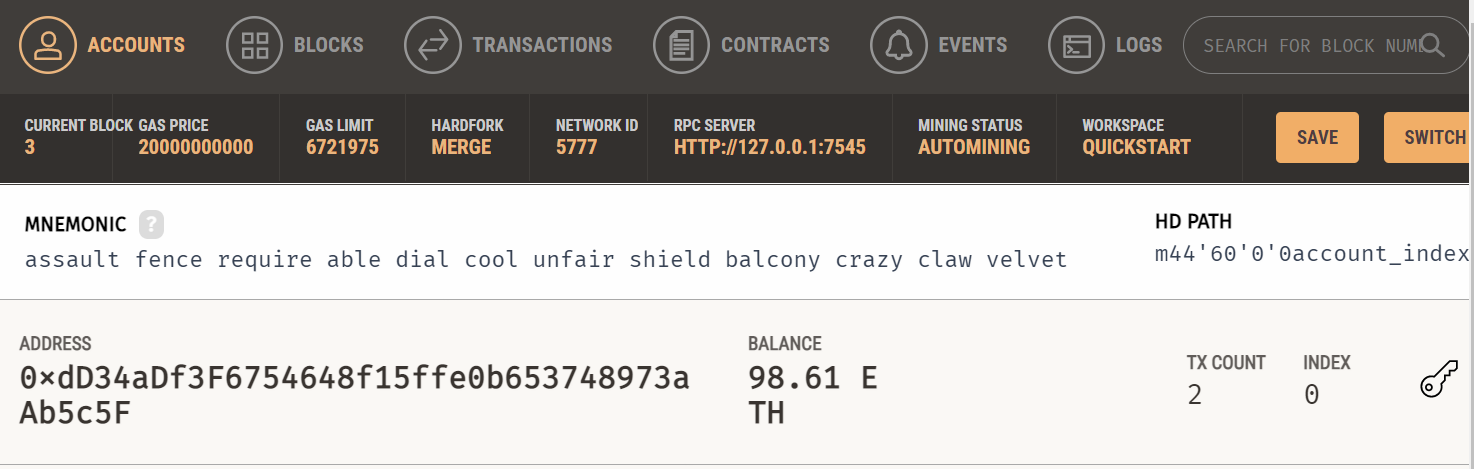 ACCOUNTS BLOCKS TRANSACTIONS CONTRACTS EVENTS LOGS SEARCH FOR BLOCK NUM
CURRENT BLOCK GAS PRICE GAS LIMIT HARDFORK NETWORK ID RPC SERVER MINING STATUS WORKSPACE
3 20000000000 6721975 MERGE 5777 HTTP://127.0.0.1:7545 AUTOMINING QUICKSTART SAVE SWITCH
MNEMONIC ? HD PATH
assault fence require able dial cool unfair shield balcony crazy claw velvet m44'60'0'0account_index
ADDRESS BALANCE TX COUNT INDEX
0xdD34aDf3F6754648f15ffe0b653748973a 98.61 E 2 0
Ab5c5F TH